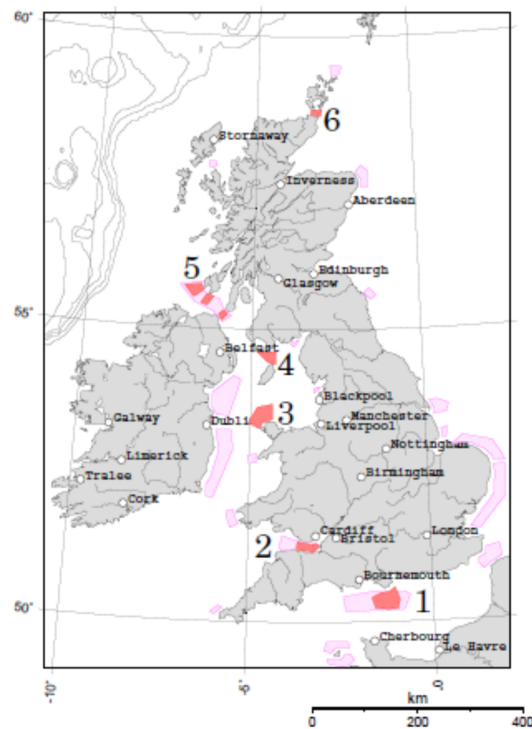 60°
6
Stornaway
Inverness
Aberdeen
5
Edinburgh
Glasgow
55°
Belfast
4
Blackpool
3
Manchester
Galway
Dubli
Liverpool
Nottingham
Limerick
Tralee
Birmingham
Cork
2
Cardiff
London
Bristol
Bournemouth
50°
1
Cherbourg
Le Havre
-10°
-5°
0°
km
0 200 400